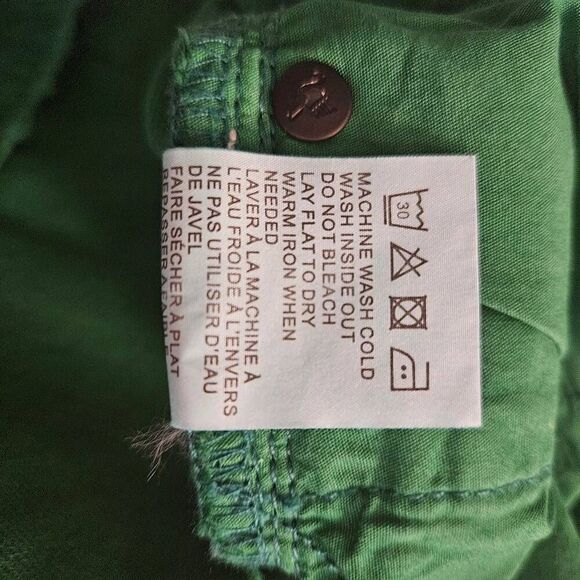 30
MACHINE WASH COLD
WASH INSIDE OUT
DO NOT BLEACH
LAY FLAT TO DRY
WARM IRON WHEN
NEEDED
LAVER À LA MACHINE À
L'EAU FROIDE À L'ENVERS
NE PAS UTILISER D'EAU
DE JAVEL
FAIRE SÉCHER À PLAT
REPASSER À